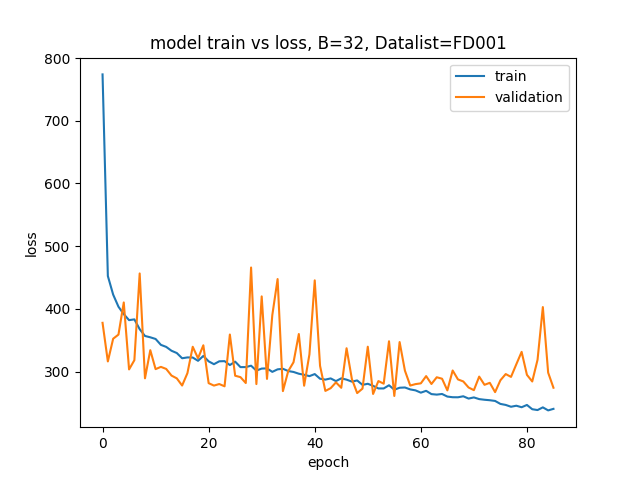 model train vs loss, B=32, Datalist=FD001
train
validation
800
700
600
500
400
300
loss
0
20
40
60
80
epoch